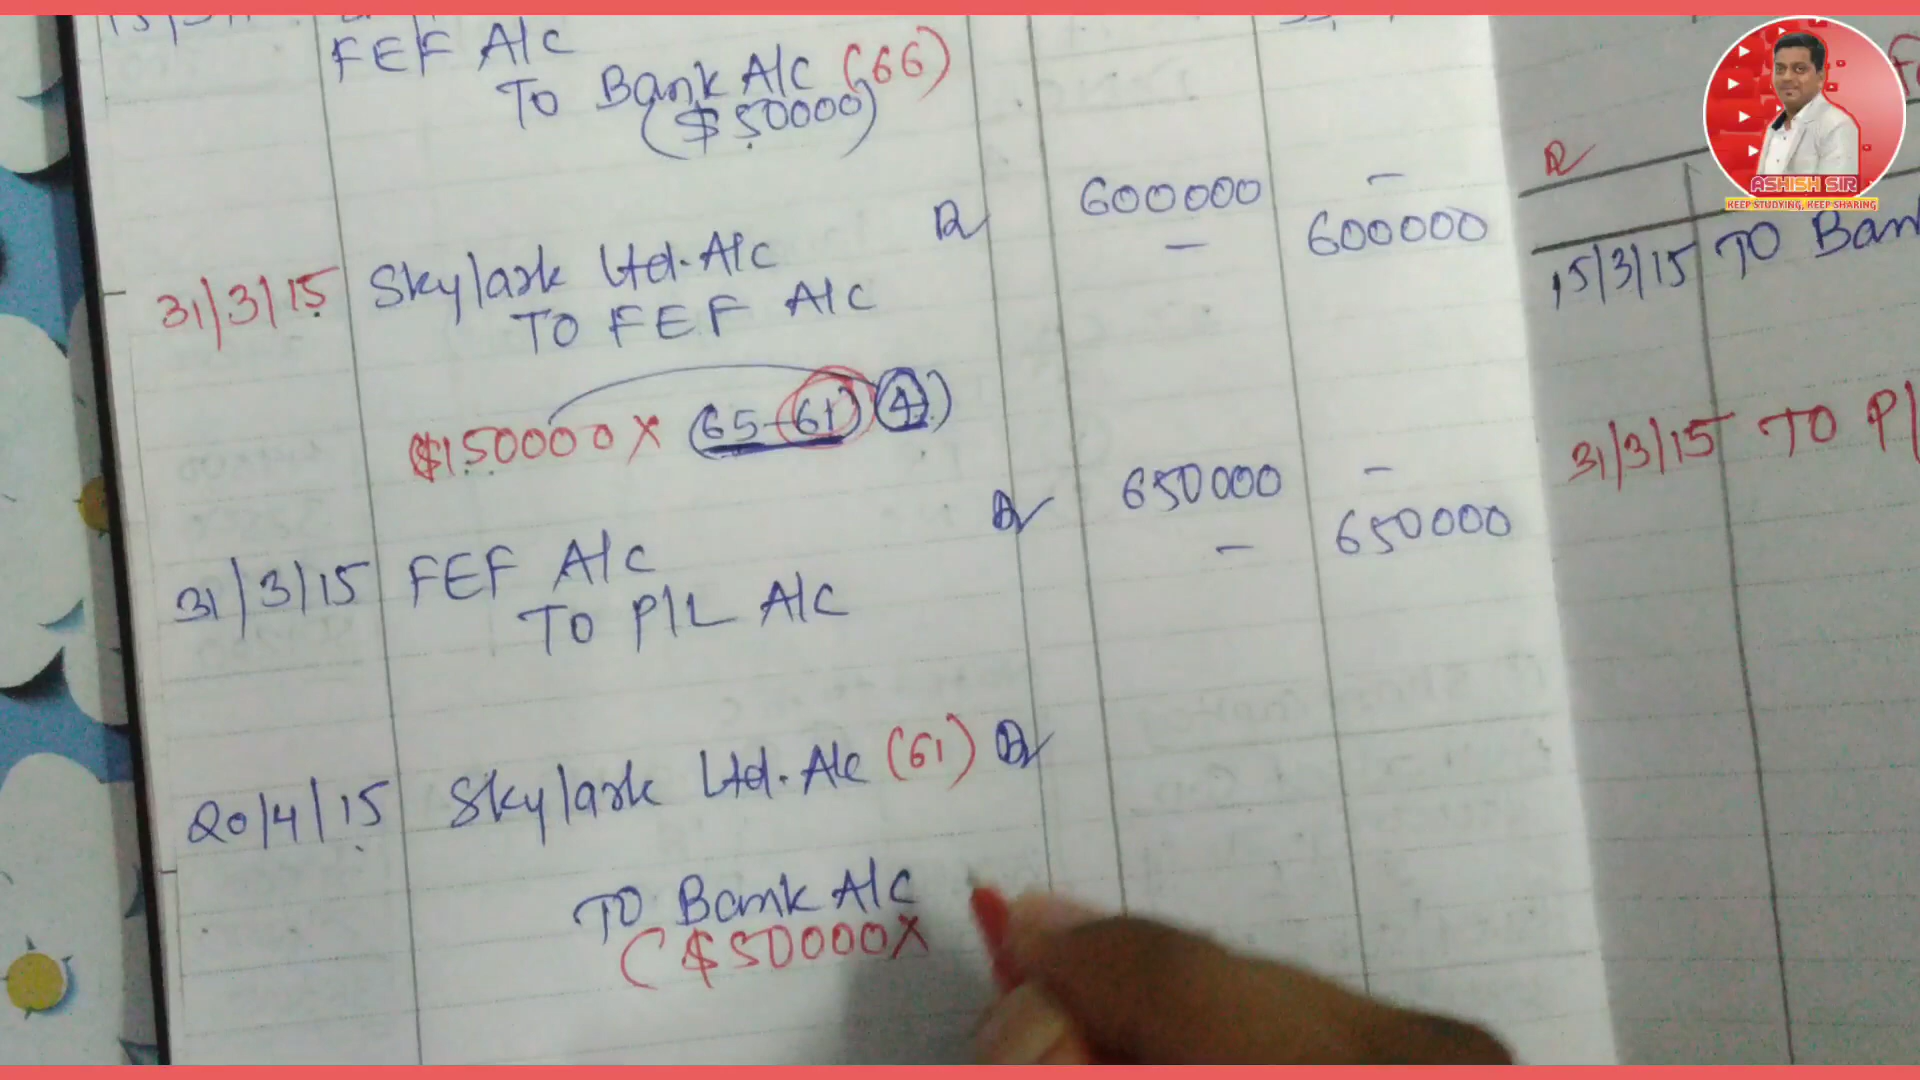 FEF A/c
To Bank A/c (66)
($ 50000)
31/3/15 Skylark Ltd. A/c Dr 600000 -
To FEF A/c - 600000
$150000 x (65-61) (4)
31/3/15 FEF A/c Dr 650000 -
To P/L A/c - 650000
20/4/15 Skylark Ltd. A/c (61) Dr
To Bank A/c
($50000x
Dr
15/3/15 To Ban
31/3/15 To P/
ASHISH SIR
KEEP STUDYING, KEEP SHARING